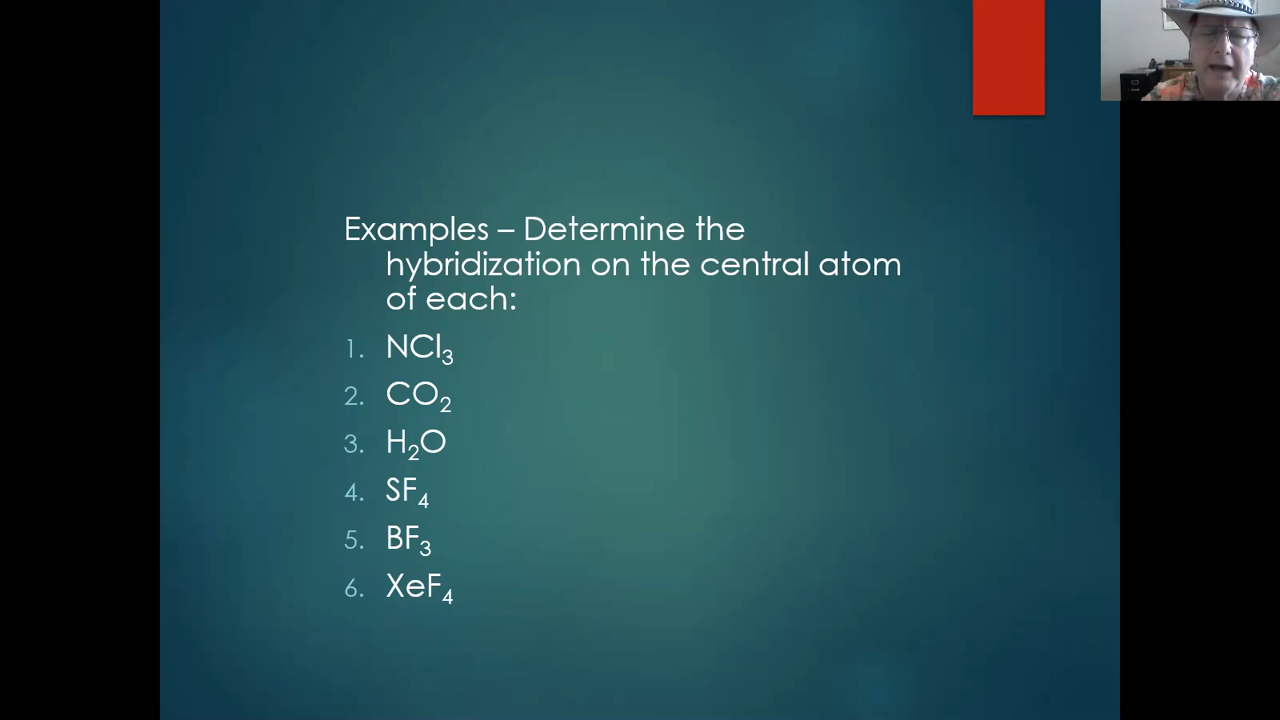 Examples – Determine the
hybridization on the central atom
of each:
1. NCl₃
2. CO₂
3. H₂O
4. SF₄
5. BF₃
6. XeF₄